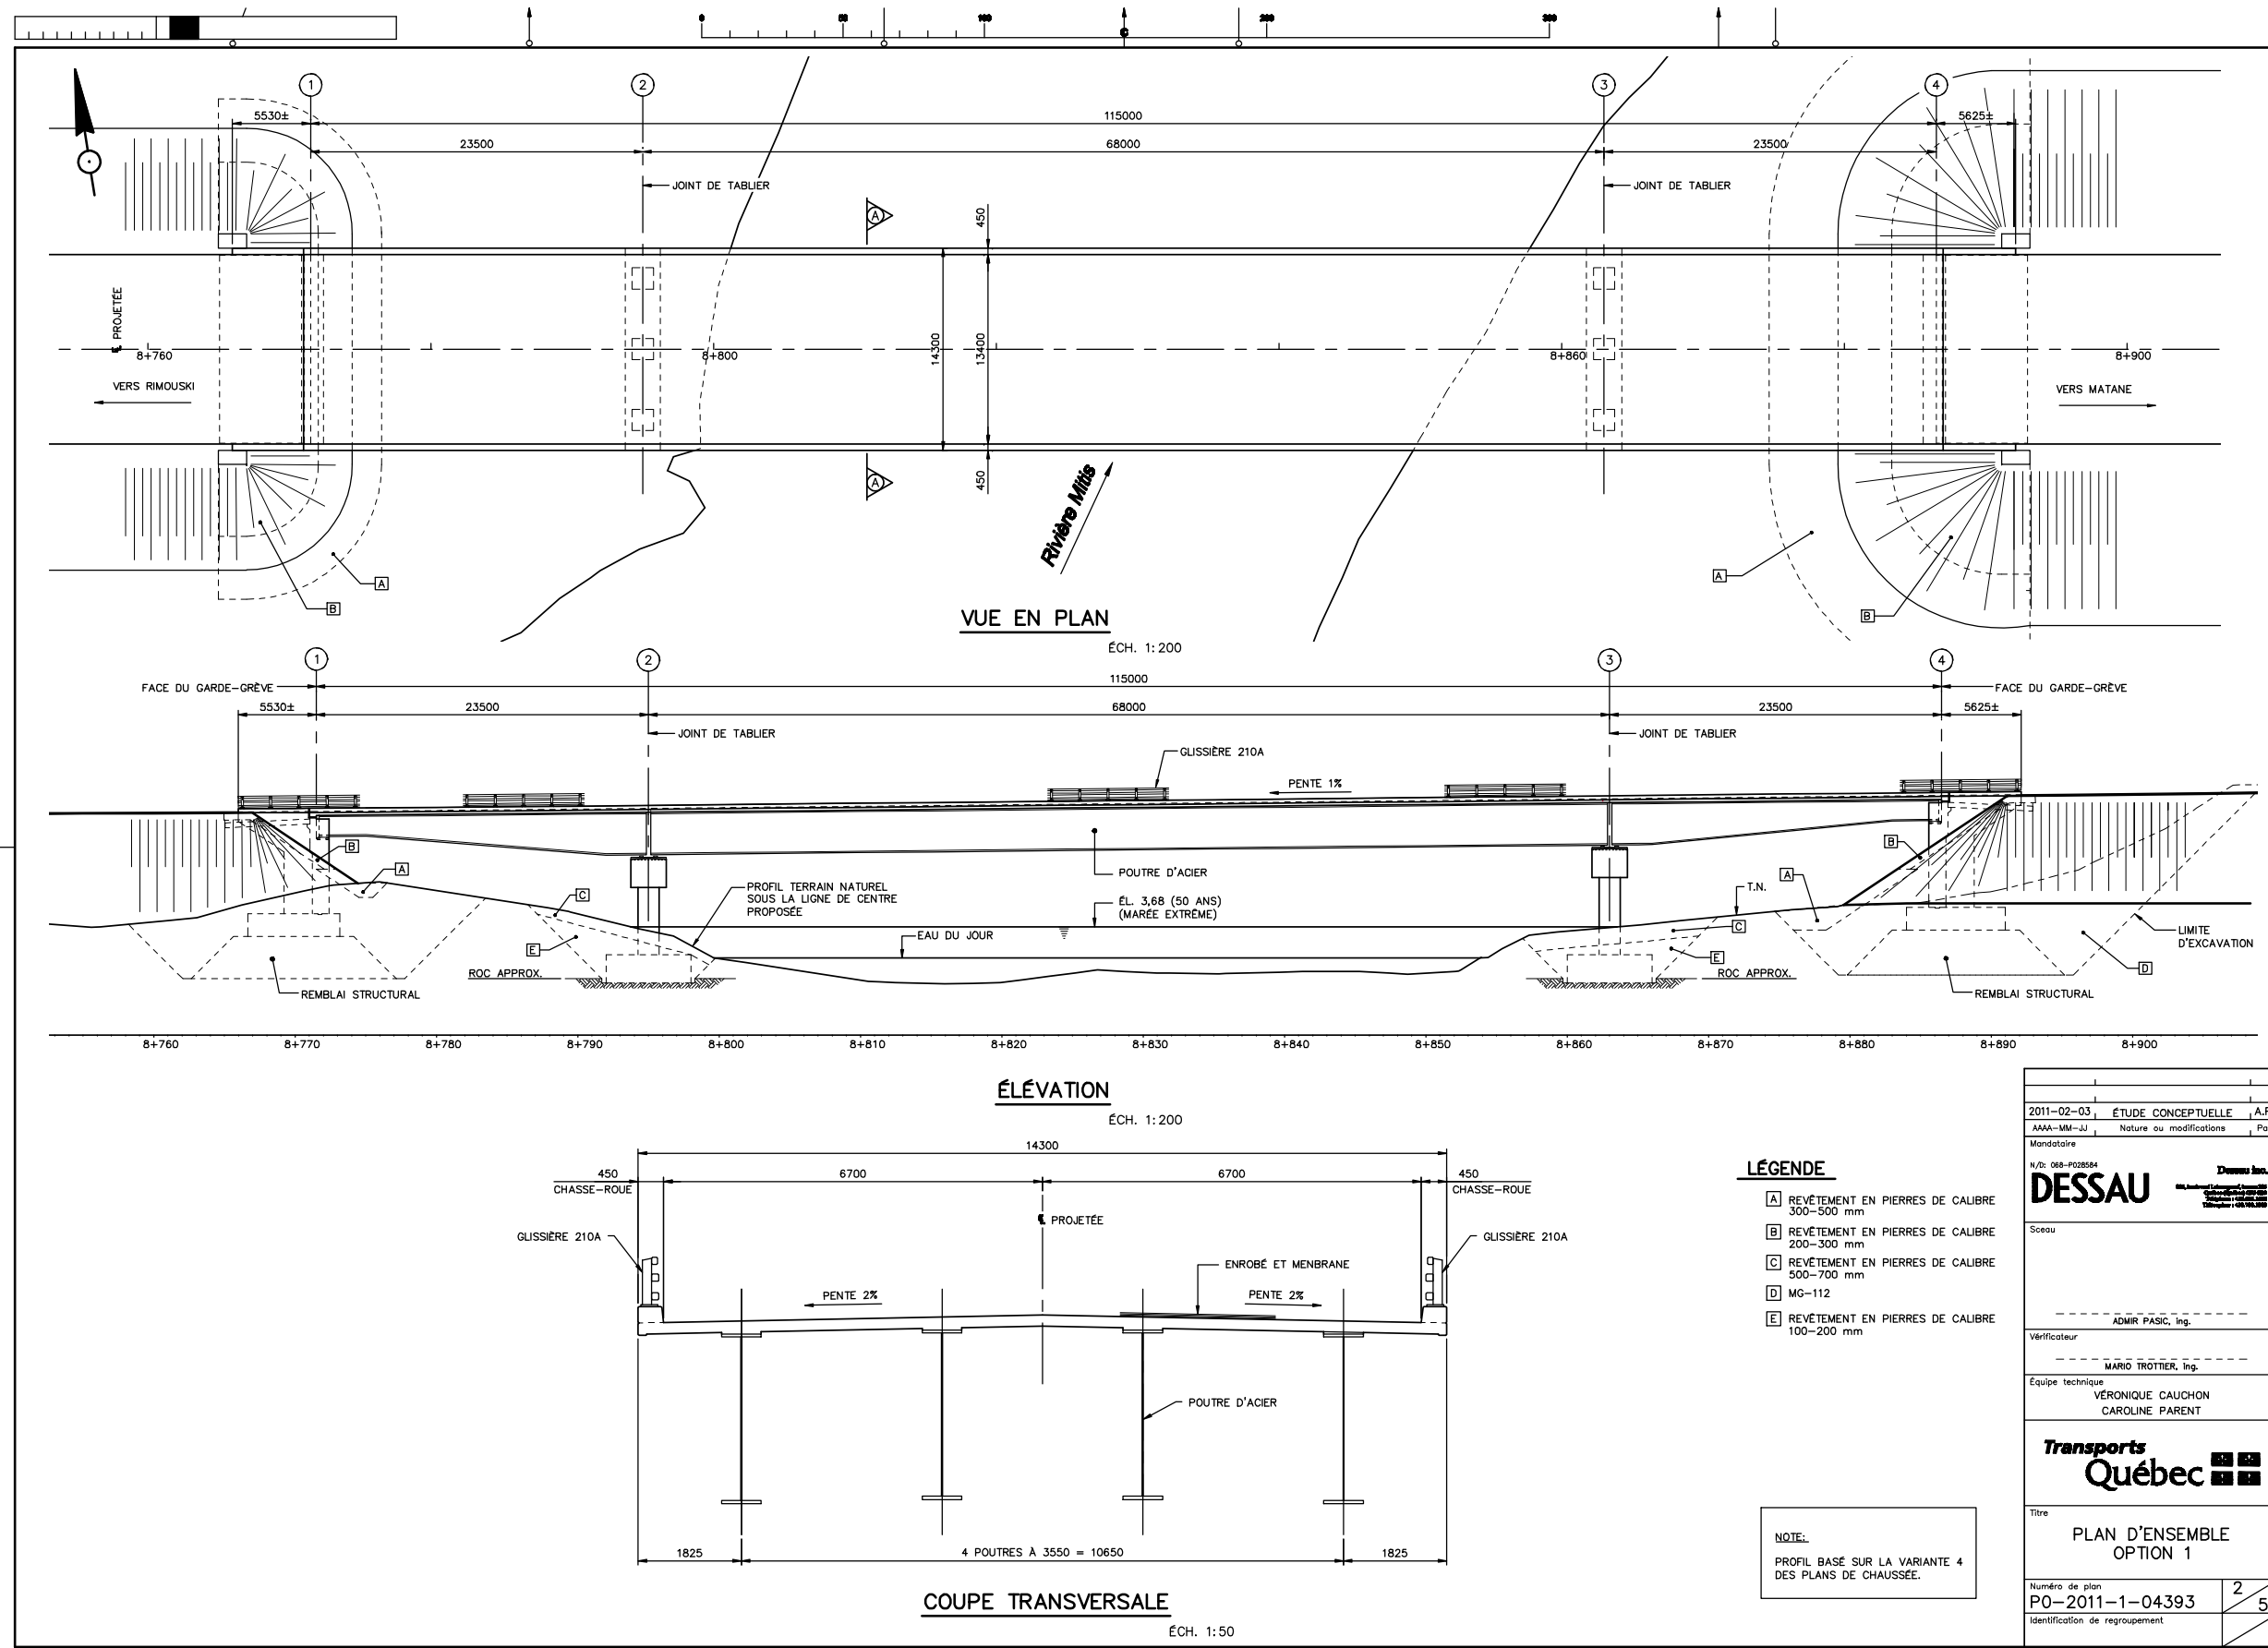 0 50 100 200 300
C
1 2 3 4
5530± 115000 5625±
23500 68000 23500
JOINT DE TABLIER JOINT DE TABLIER
A
450
PROJETÉE
14300 13400
8+760 8+800 8+860 8+900
VERS RIMOUSKI VERS MATANE
A
450
Rivière Mitis
A
B
A
B
VUE EN PLAN
ÉCH. 1:200
1 2 3 4
FACE DU GARDE-GRÈVE 115000 FACE DU GARDE-GRÈVE
5530± 23500 68000 23500 5625±
JOINT DE TABLIER JOINT DE TABLIER
GLISSIÈRE 210A
PENTE 1%
B
A
C
E
POUTRE D'ACIER
PROFIL TERRAIN NATUREL
SOUS LA LIGNE DE CENTRE
PROPOSÉE
ÉL. 3,68 (50 ANS)
(MARÉE EXTRÊME)
EAU DU JOUR
B
A
T.N.
C
E
D
LIMITE
D'EXCAVATION
ROC APPROX. ROC APPROX.
REMBLAI STRUCTURAL REMBLAI STRUCTURAL
8+760 8+770 8+780 8+790 8+800 8+810 8+820 8+830 8+840 8+850 8+860 8+870 8+880 8+890 8+900
ÉLÉVATION
ÉCH. 1:200
14300
450 6700 6700 450
CHASSE-ROUE CHASSE-ROUE
PROJETÉE
GLISSIÈRE 210A GLISSIÈRE 210A
ENROBÉ ET MENBRANE
PENTE 2% PENTE 2%
POUTRE D'ACIER
1825 4 POUTRES À 3550 = 10650 1825
COUPE TRANSVERSALE
ÉCH. 1:50
LÉGENDE
A REVÊTEMENT EN PIERRES DE CALIBRE
300-500 mm
B REVÊTEMENT EN PIERRES DE CALIBRE
200-300 mm
C REVÊTEMENT EN PIERRES DE CALIBRE
500-700 mm
D MG-112
E REVÊTEMENT EN PIERRES DE CALIBRE
100-200 mm
NOTE:
PROFIL BASÉ SUR LA VARIANTE 4
DES PLANS DE CHAUSSÉE.
2011-02-03 ÉTUDE CONCEPTUELLE
AAAA-MM-JJ Nature ou modifications
Mandataire
N/D: 068-P028584
DESSAU
Dessau inc.
Sceau
ADMIR PASIC, ing.
Vérificateur
MARIO TROTTIER, ing.
Équipe technique
VÉRONIQUE CAUCHON
CAROLINE PARENT
Transports
Québec
Titre
PLAN D'ENSEMBLE
OPTION 1
Numéro de plan
PO-2011-1-04393 2
5
Identification de regroupement